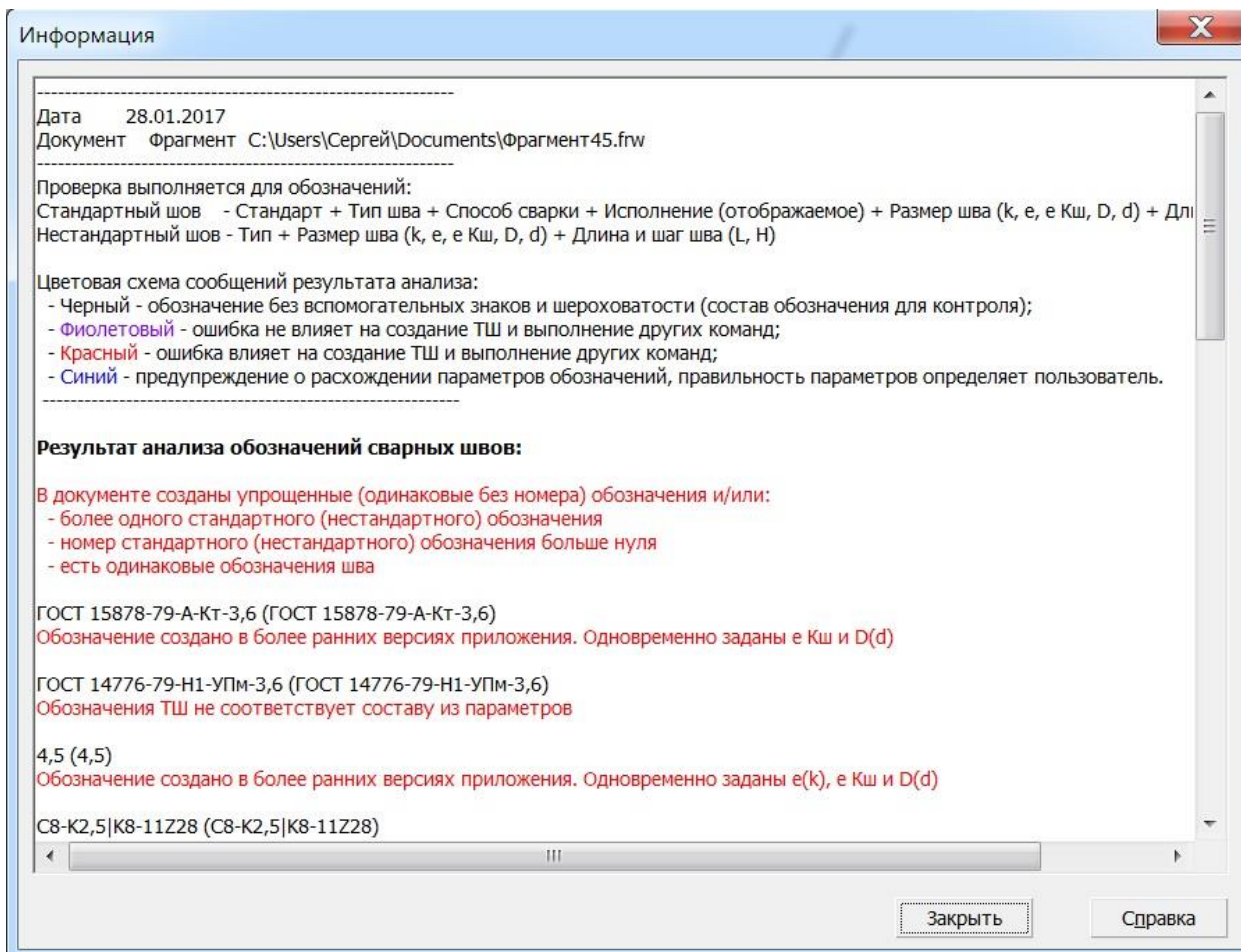 Информация
------------------------------------------------------------
Дата 28.01.2017
Документ Фрагмент C:\Users\Сергей\Documents\Фрагмент45.frw
------------------------------------------------------------
Проверка выполняется для обозначений:
Стандартный шов - Стандарт + Тип шва + Способ сварки + Исполнение (отображаемое) + Размер шва (k, e, e Кш, D, d) +
Нестандартный шов - Тип + Размер шва (k, e, e Кш, D, d) + Длина и шаг шва (L, H)
Цветовая схема сообщений результата анализа:
- Черный - обозначение без вспомогательных знаков и шероховатости (состав обозначения для контроля);
- Фиолетовый - ошибка не влияет на создание ТШ и выполнение других команд;
- Красный - ошибка влияет на создание ТШ и выполнение других команд;
- Синий - предупреждение о расхождении параметров обозначений, правильность параметров определяет пользователь.
------------------------------------------------------------
Результат анализа обозначений сварных швов:
В документе созданы упрощенные (одинаковые без номера) обозначения и/или:
- более одного стандартного (нестандартного) обозначения
- номер стандартного (нестандартного) обозначения больше нуля
- есть одинаковые обозначения шва
ГОСТ 15878-79-А-Кт-3,6 (ГОСТ 15878-79-А-Кт-3,6)
Обозначение создано в более ранних версиях приложения. Одновременно заданы e Кш и D(d)
ГОСТ 14776-79-Н1-УПм-3,6 (ГОСТ 14776-79-Н1-УПм-3,6)
Обозначения ТШ не соответствует составу из параметров
4,5 (4,5)
Обозначение создано в более ранних версиях приложения. Одновременно заданы e(k), e Кш и D(d)
С8-К2,5|К8-11Z28 (С8-К2,5|К8-11Z28)
Закрыть
Справка